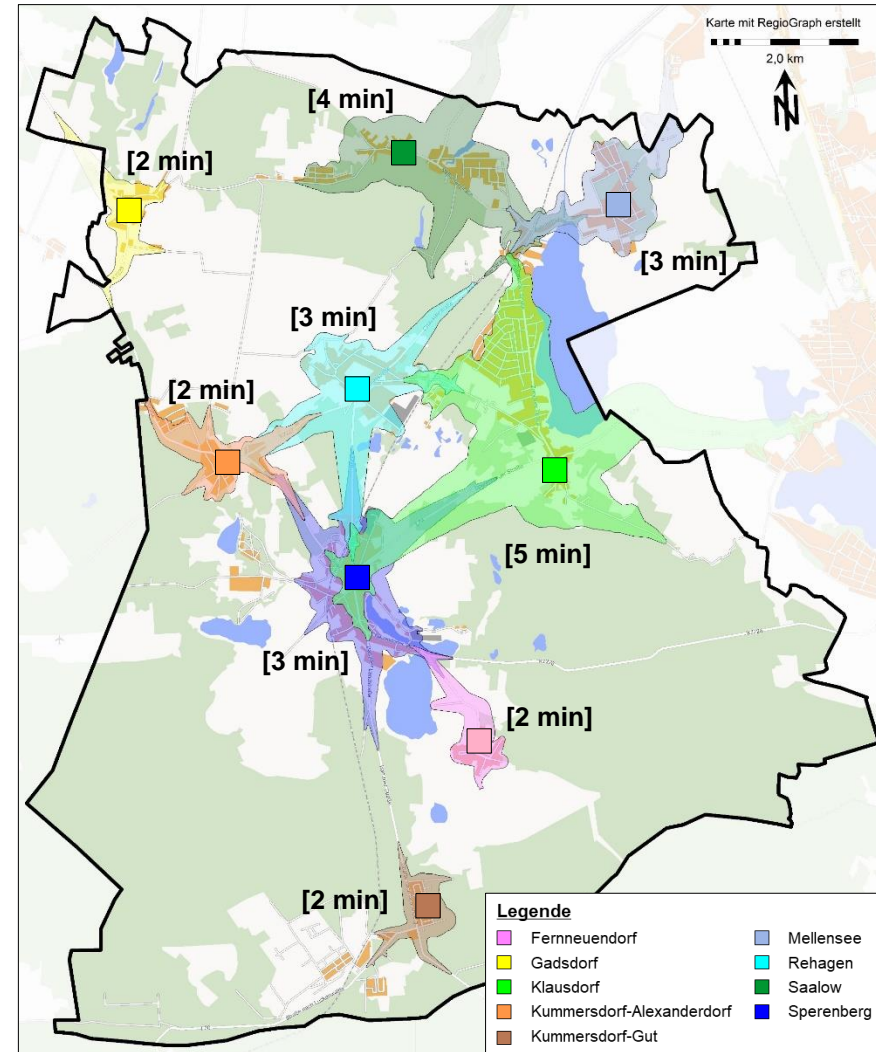 Karte mit RegioGraph erstellt
2,0 km
N
[4 min]
[2 min]
[3 min]
[3 min]
[2 min]
[5 min]
[3 min]
[2 min]
[2 min]
Legende
Fernneuendorf
Gadsdorf
Klausdorf
Kummersdorf-Alexanderdorf
Kummersdorf-Gut
Mellensee
Rehagen
Saalow
Sperenberg